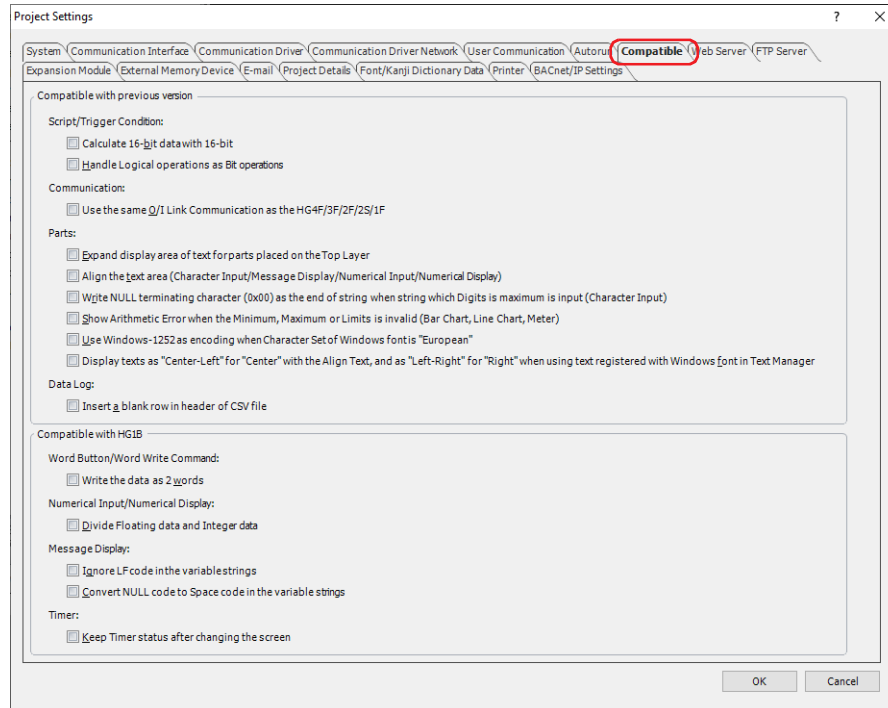 Project Settings
? ×
System Communication Interface Communication Driver Communication Driver Network User Communication Autorun Compatible Web Server FTP Server
Expansion Module External Memory Device E-mail Project Details Font/Kanji Dictionary Data Printer BACnet/IP Settings
Compatible with previous version
Script/Trigger Condition:
Calculate 16-bit data with 16-bit
Handle Logical operations as Bit operations
Communication:
Use the same O/I Link Communication as the HG4F/3F/2F/2S/1F
Parts:
Expand display area of text for parts placed on the Top Layer
Align the text area (Character Input/Message Display/Numerical Input/Numerical Display)
Write NULL terminating character (0x00) as the end of string when string which Digits is maximum is input (Character Input)
Show Arithmetic Error when the Minimum, Maximum or Limits is invalid (Bar Chart, Line Chart, Meter)
Use Windows-1252 as encoding when Character Set of Windows font is "European"
Display texts as "Center-Left" for "Center" with the Align Text, and as "Left-Right" for "Right" when using text registered with Windows font in Text Manager
Data Log:
Insert a blank row in header of CSV file
Compatible with HG1B
Word Button/Word Write Command:
Write the data as 2 words
Numerical Input/Numerical Display:
Divide Floating data and Integer data
Message Display:
Ignore LF code in the variable strings
Convert NULL code to Space code in the variable strings
Timer:
Keep Timer status after changing the screen
OK Cancel